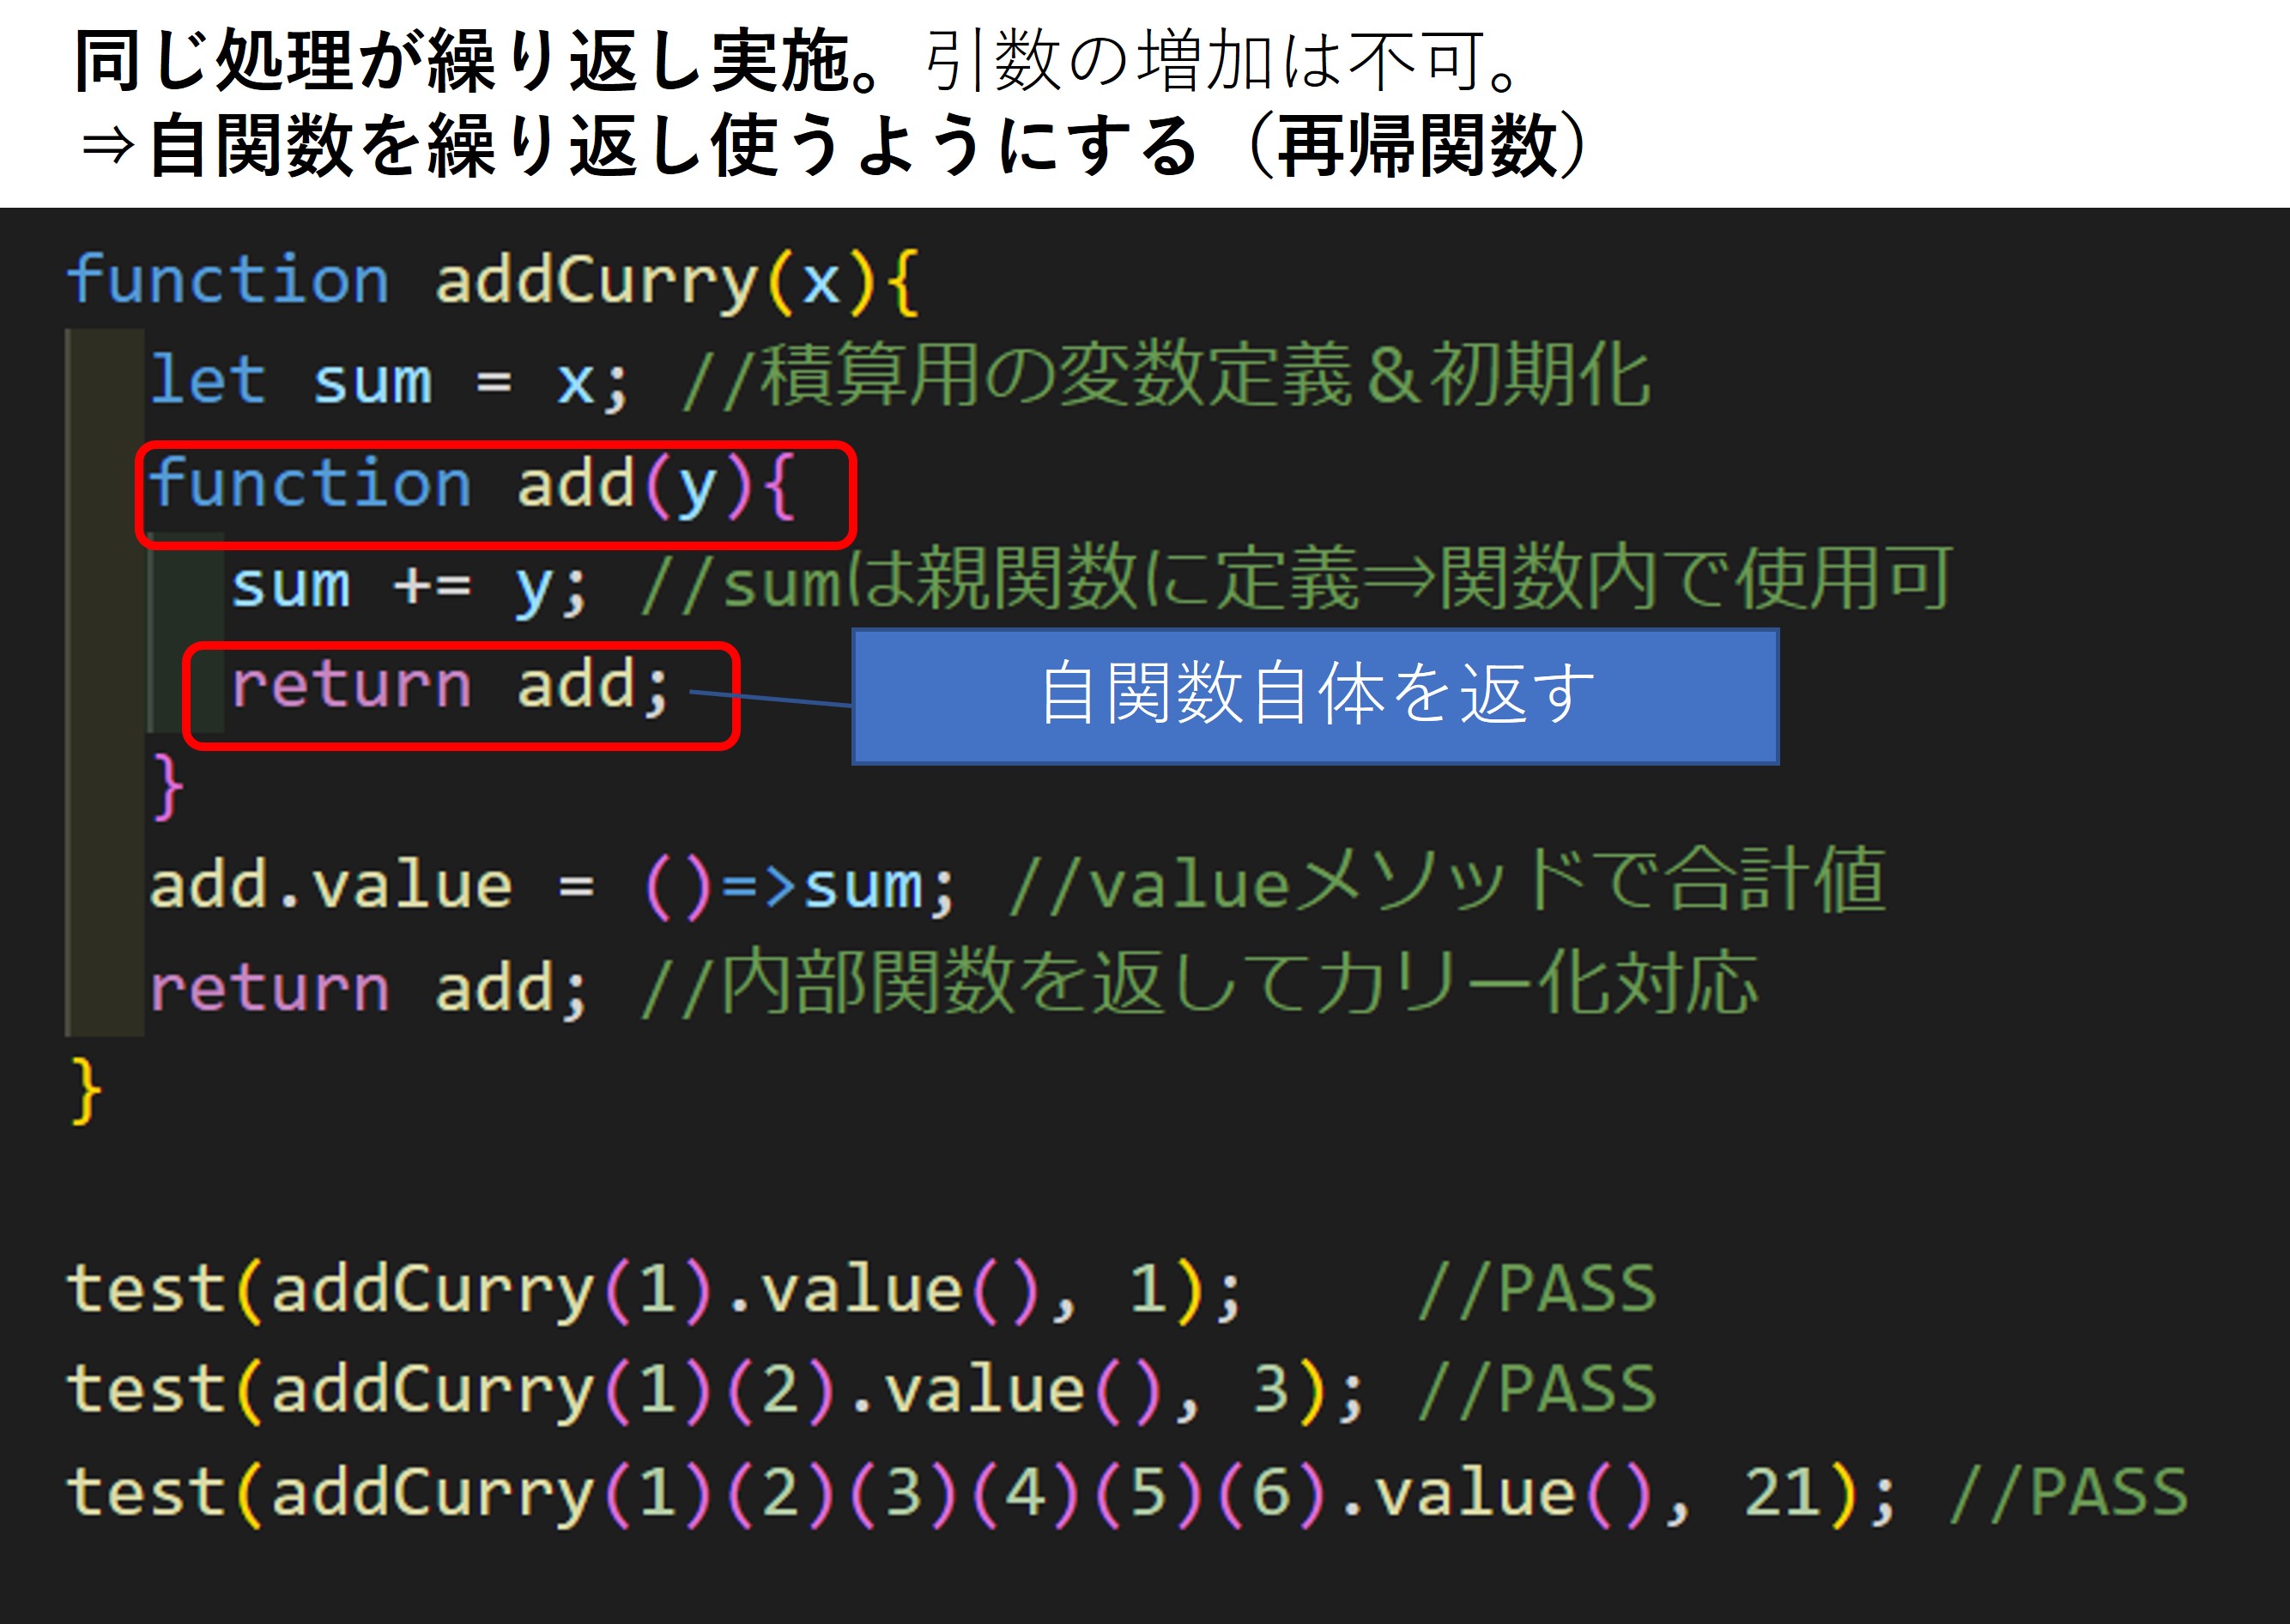 同じ処理が繰り返し実施。引数の増加は不可。
⇒自関数を繰り返し使うようにする（再帰関数）
function addCurry(x){
let sum = x; //積算用の変数定義＆初期化
function add(y){
sum += y; //sumは親関数に定義⇒関数内で使用可
return add;
自関数自体を返す
}
add.value = ()=>sum; //valueメソッドで合計値
return add; //内部関数を返してカリー化対応
}
test(addCurry(1).value(), 1); //PASS
test(addCurry(1)(2).value(), 3); //PASS
test(addCurry(1)(2)(3)(4)(5)(6).value(), 21); //PASS